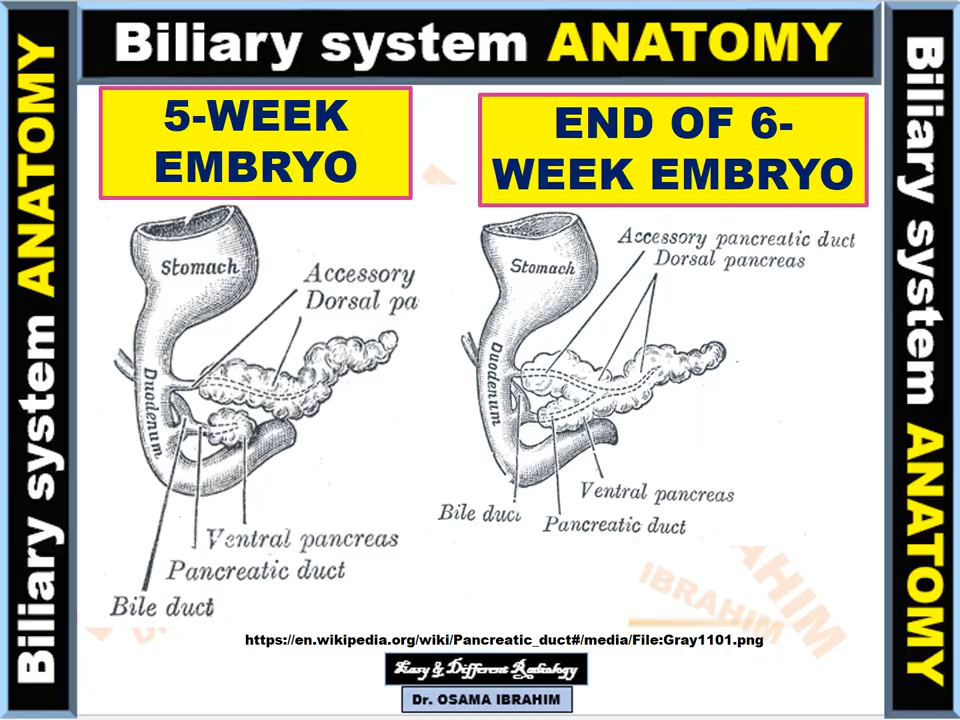 Biliary system ANATOMY
Biliary system ANATOMY
Biliary system ANATOMY
5-WEEK
EMBRYO
END OF 6-
WEEK EMBRYO
Stomach
Accessory
Dorsal pa
Duodenum
Ventral pancreas
Pancreatic duct
Bile duct
Accessory pancreatic duct
Dorsal pancreas
Stomach
Duodenum
Ventral pancreas
Bile duct
Pancreatic duct
IBRAHIM
AHIM
https://en.wikipedia.org/wiki/Pancreatic_duct#/media/File:Gray1101.png
Easy & Different Radiology
Dr. OSAMA IBRAHIM